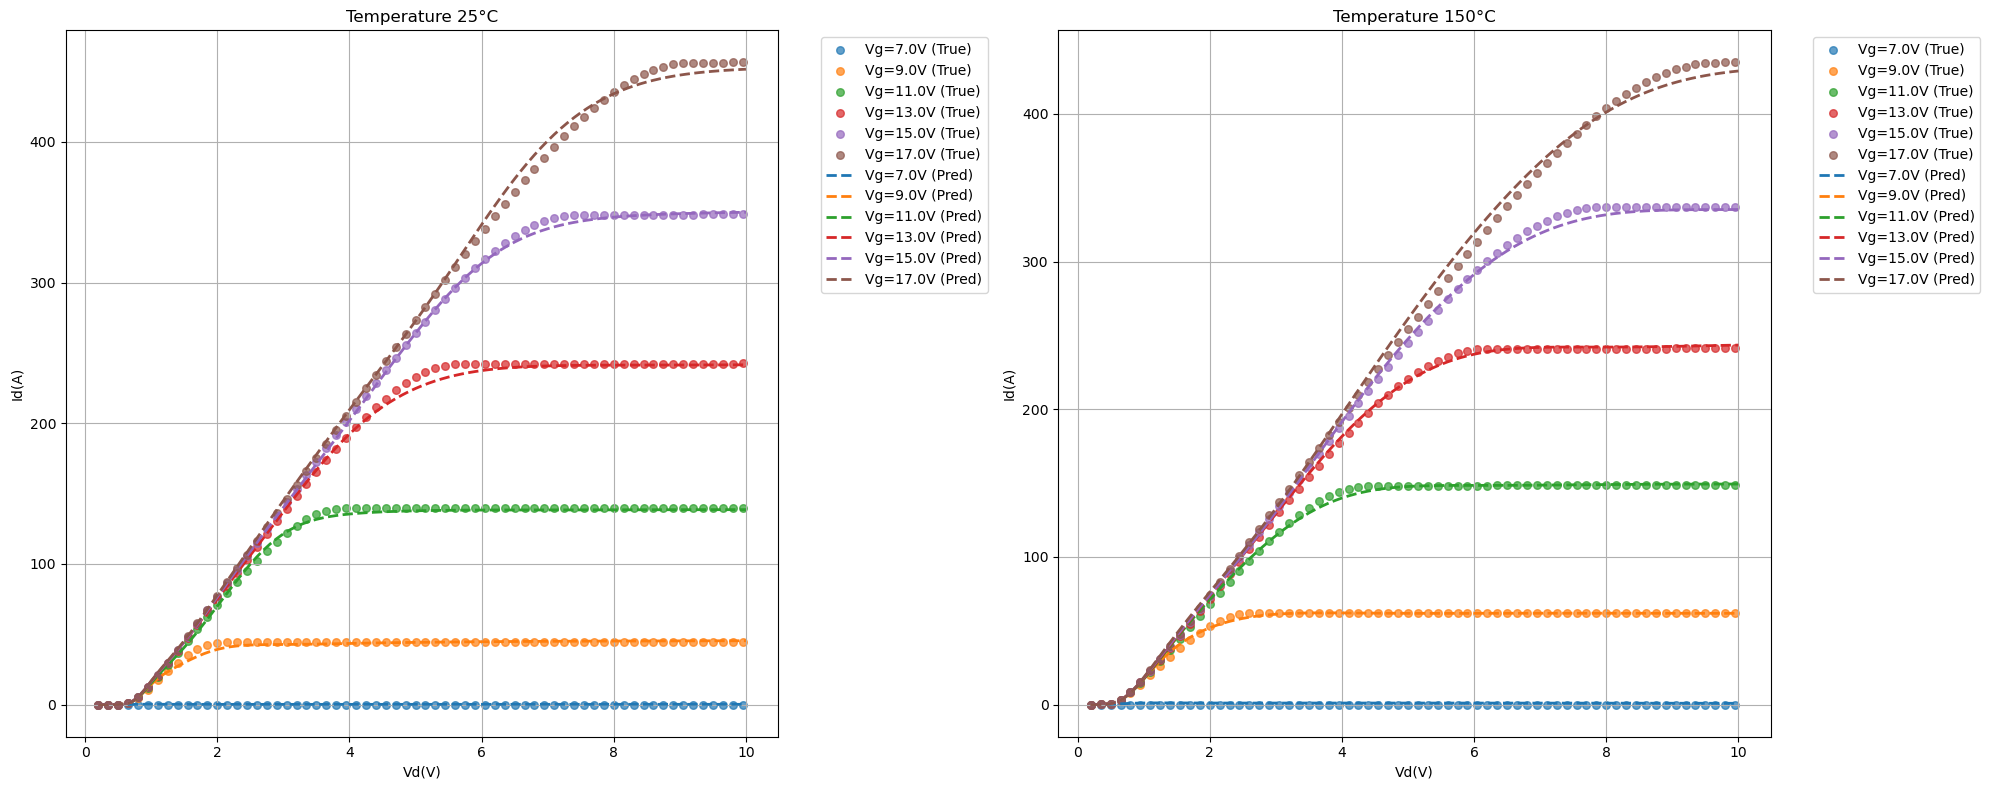 Temperature 25°C
Id(A)
400
300
200
100
0
0 2 4 6 8 10
Vd(V)
Vg=7.0V (True)
Vg=9.0V (True)
Vg=11.0V (True)
Vg=13.0V (True)
Vg=15.0V (True)
Vg=17.0V (True)
Vg=7.0V (Pred)
Vg=9.0V (Pred)
Vg=11.0V (Pred)
Vg=13.0V (Pred)
Vg=15.0V (Pred)
Vg=17.0V (Pred)
Temperature 150°C
Id(A)
400
300
200
100
0
0 2 4 6 8 10
Vd(V)
Vg=7.0V (True)
Vg=9.0V (True)
Vg=11.0V (True)
Vg=13.0V (True)
Vg=15.0V (True)
Vg=17.0V (True)
Vg=7.0V (Pred)
Vg=9.0V (Pred)
Vg=11.0V (Pred)
Vg=13.0V (Pred)
Vg=15.0V (Pred)
Vg=17.0V (Pred)